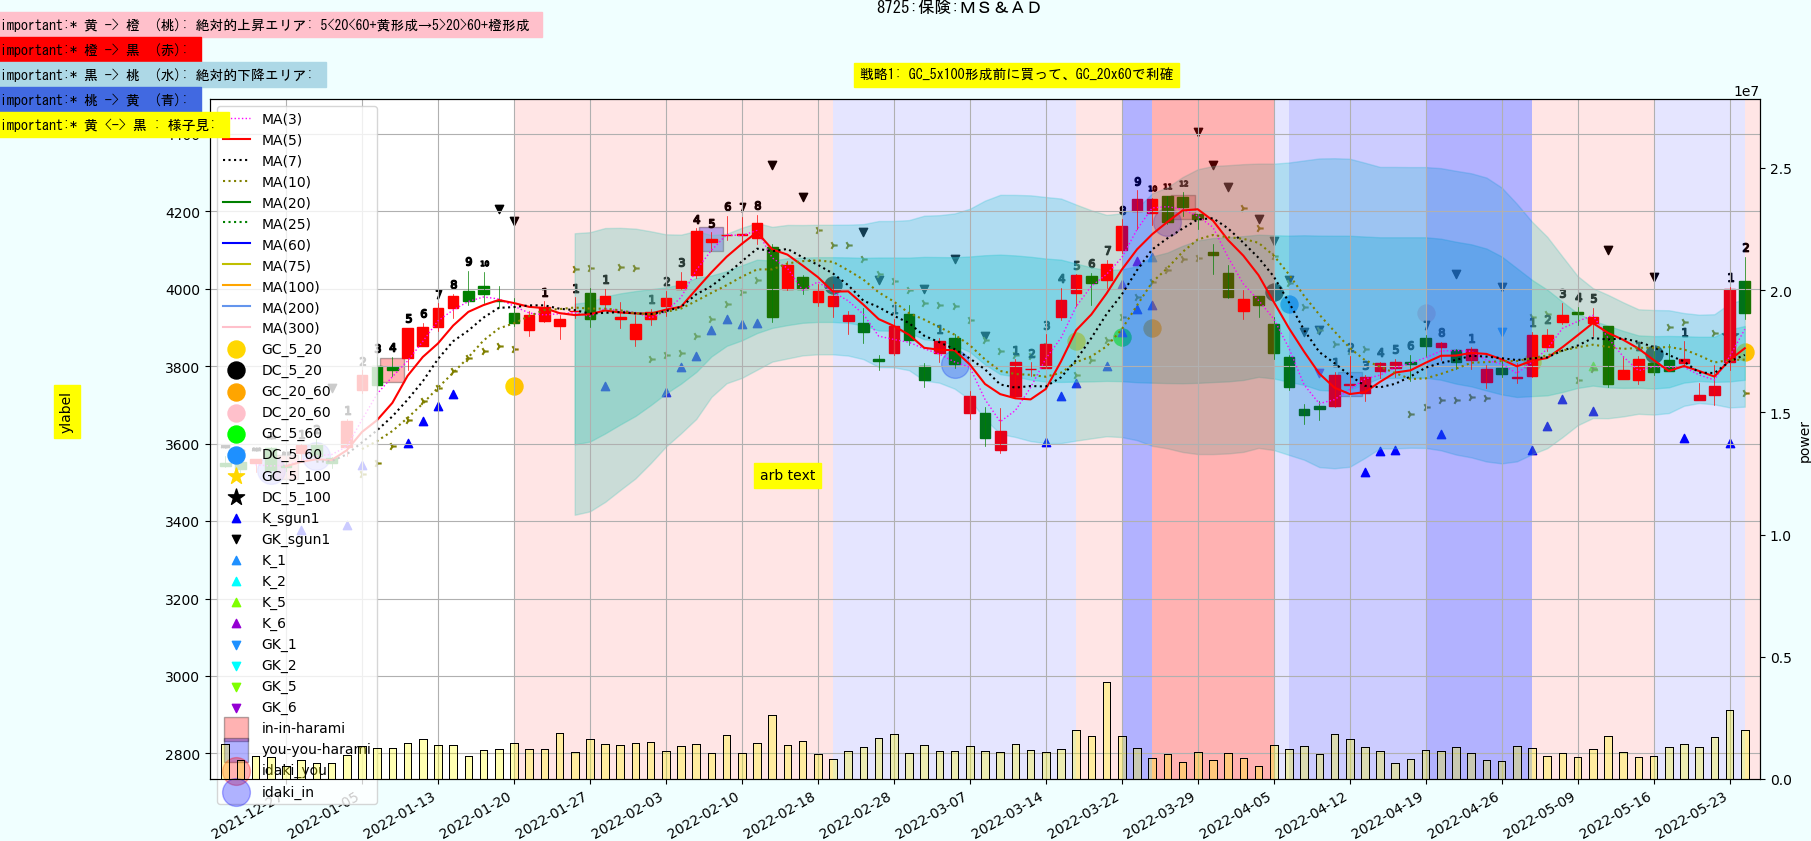 8725:保険:ＭＳ＆ＡＤ
important:* 黄 -> 橙 (桃): 絶対的上昇エリア: 5<20<60+黄形成→5>20>60+橙形成
important:* 橙 -> 黒 (赤):
important:* 黒 -> 桃 (水): 絶対的下降エリア:
戦略1: GC_5x100形成前に買って、GC_20x60で利確
important:* 桃 -> 黄 (青):
important:* 黄 <-> 黒 : 様子見:
1e7
MA(3)
MA(5)
MA(7)
MA(10)
MA(20)
MA(25)
MA(60)
MA(75)
MA(100)
MA(200)
MA(300)
GC_5_20
DC_5_20
GC_20_60
DC_20_60
GC_5_60
DC_5_60
GC_5_100
DC_5_100
K_sgun1
GK_sgun1
K_1
K_2
K_5
K_6
GK_1
GK_2
GK_5
GK_6
in-in-harami
you-you-harami
idaki_you
idaki_in
4200
4000
3800
3600
3400
3200
3000
2800
ylabel
arb text
2.5
2.0
1.5
1.0
0.5
0.0
power
2022-01-05
2022-01-13
2022-01-20
2022-01-27
2022-02-03
2022-02-10
2022-02-18
2022-02-28
2022-03-07
2022-03-14
2022-03-22
2022-03-29
2022-04-05
2022-04-12
2022-04-19
2022-04-26
2022-05-09
2022-05-16
2022-05-23